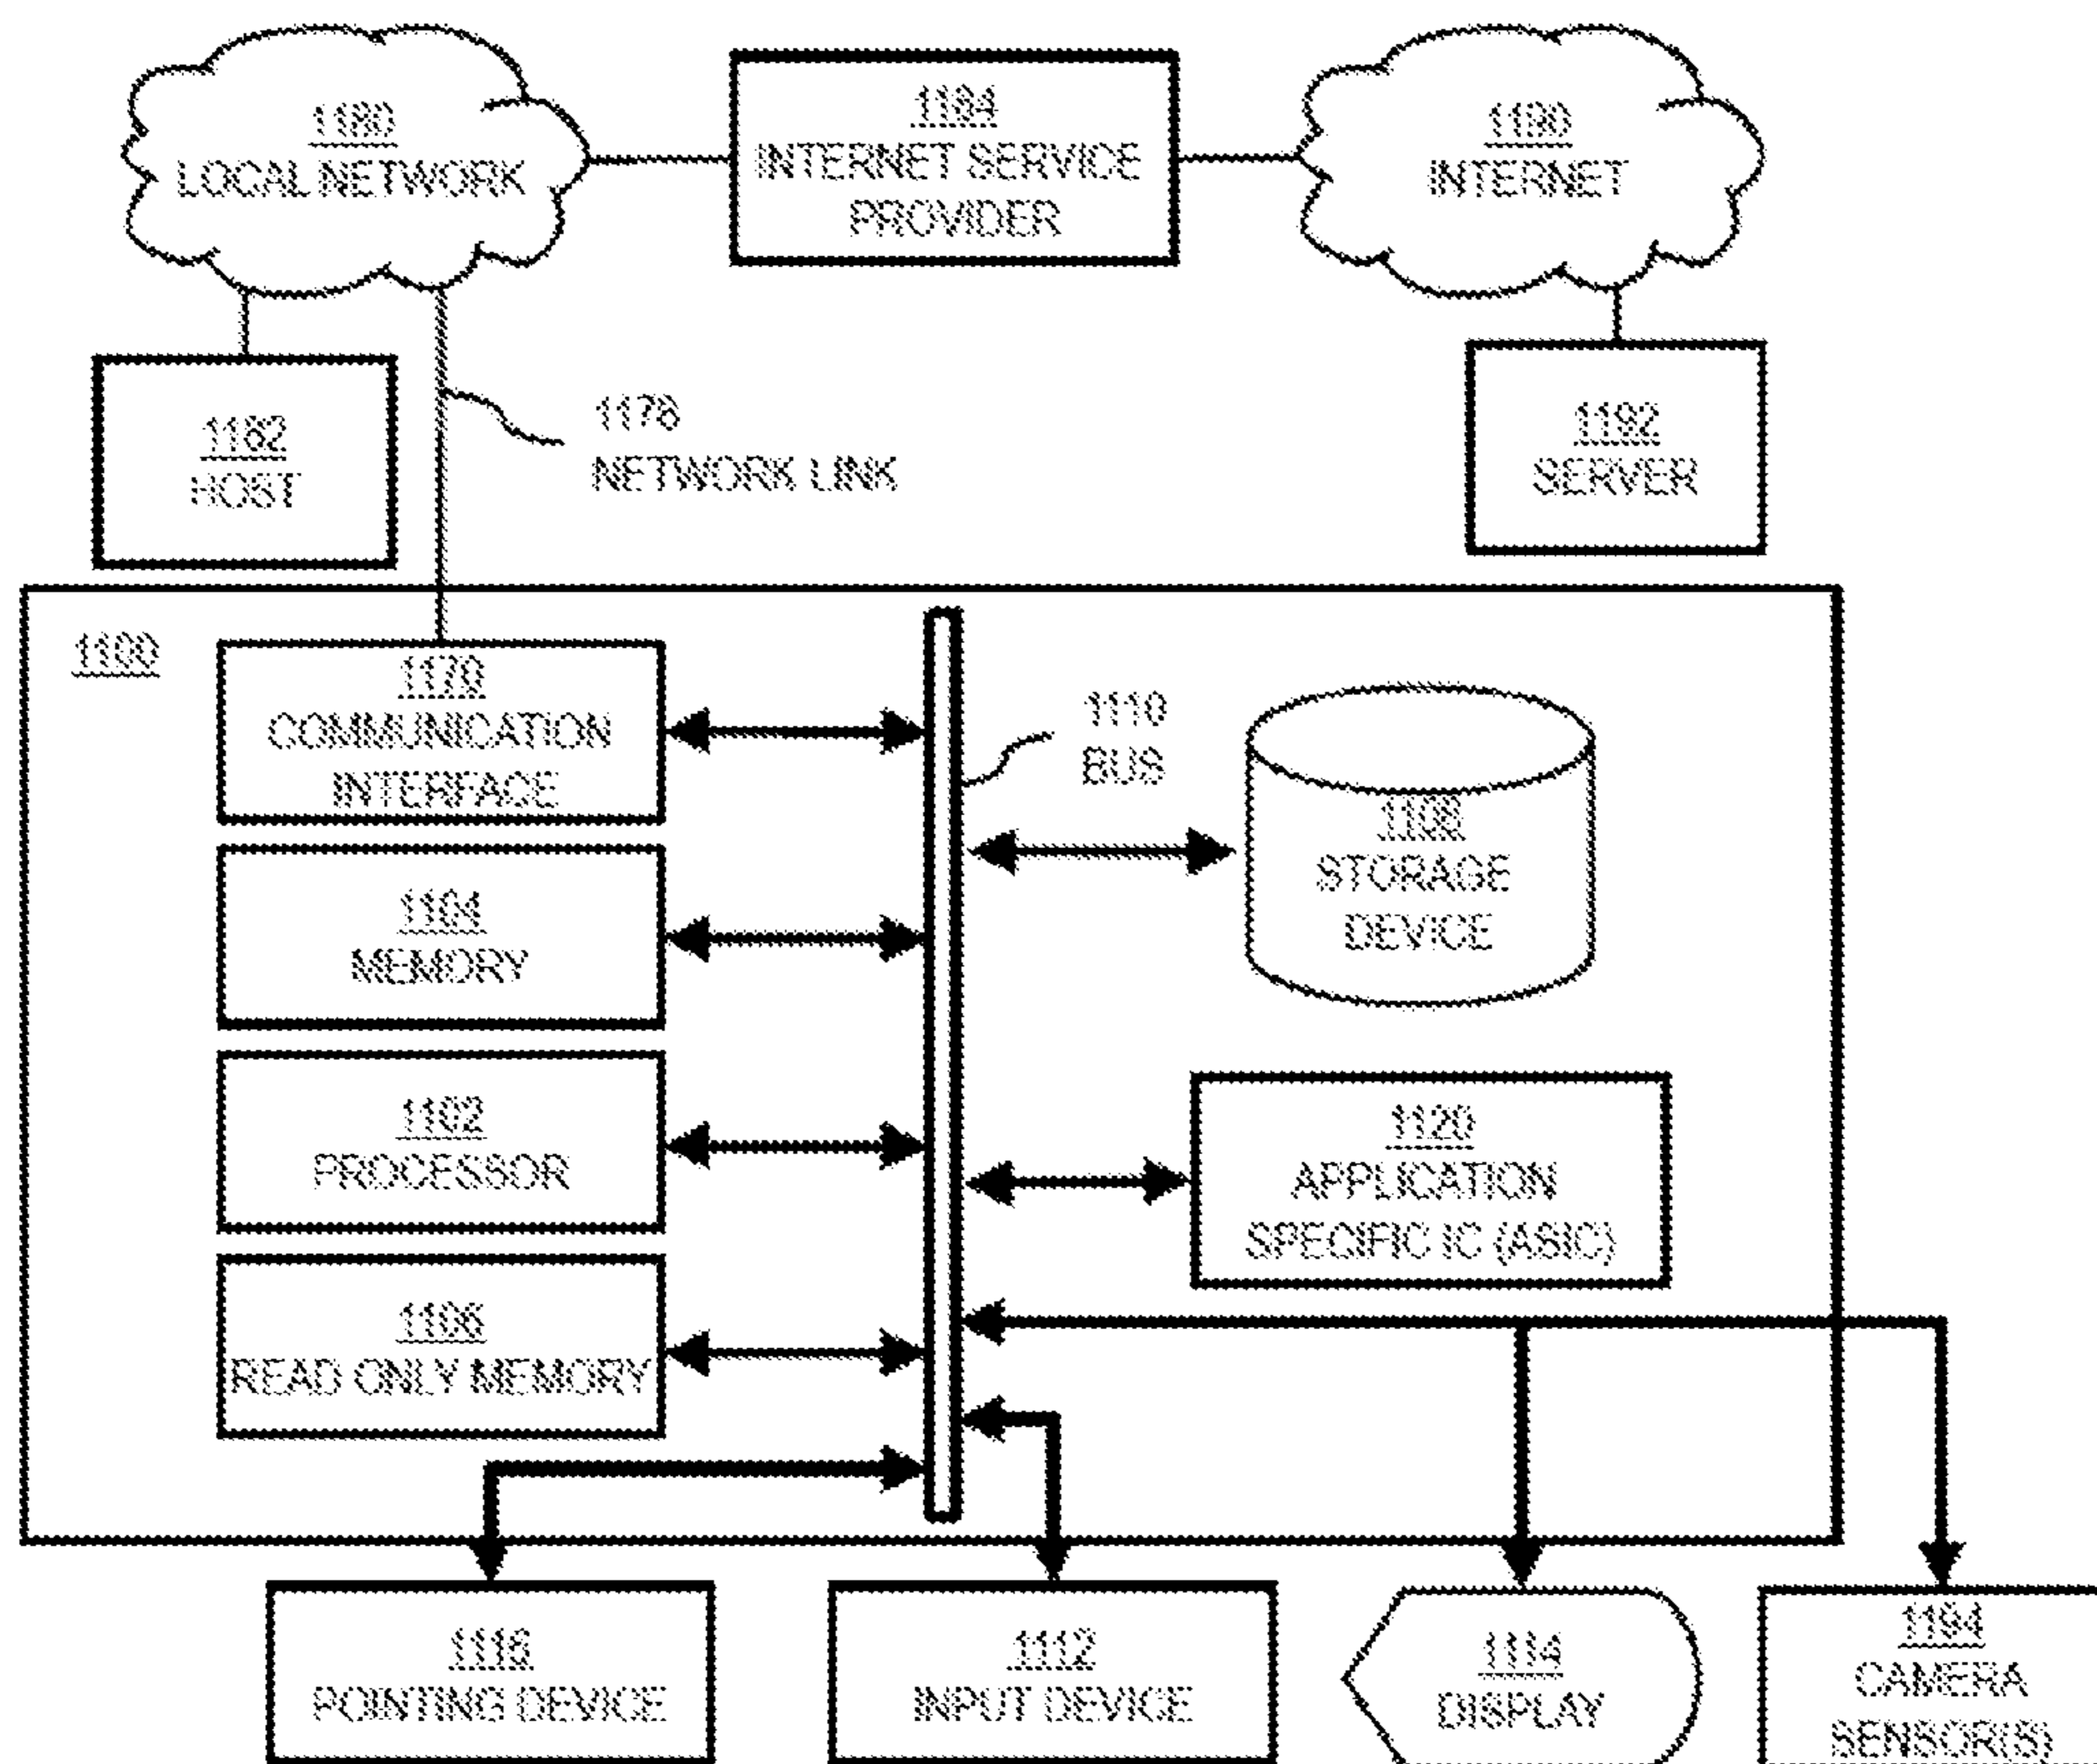 1180
LOCAL NETWORK
1184
INTERNET SERVICE
PROVIDER
1190
INTERNET
1182
HOST
1178
NETWORK LINK
1192
SERVER
1100
1170
COMMUNICATION
INTERFACE
1110
BUS
1108
STORAGE
DEVICE
1104
MEMORY
1102
PROCESSOR
1120
APPLICATION
SPECIFIC IC (ASIC)
1106
READ ONLY MEMORY
1116
POINTING DEVICE
1112
INPUT DEVICE
1114
DISPLAY
1194
CAMERA
SENSOR(S)